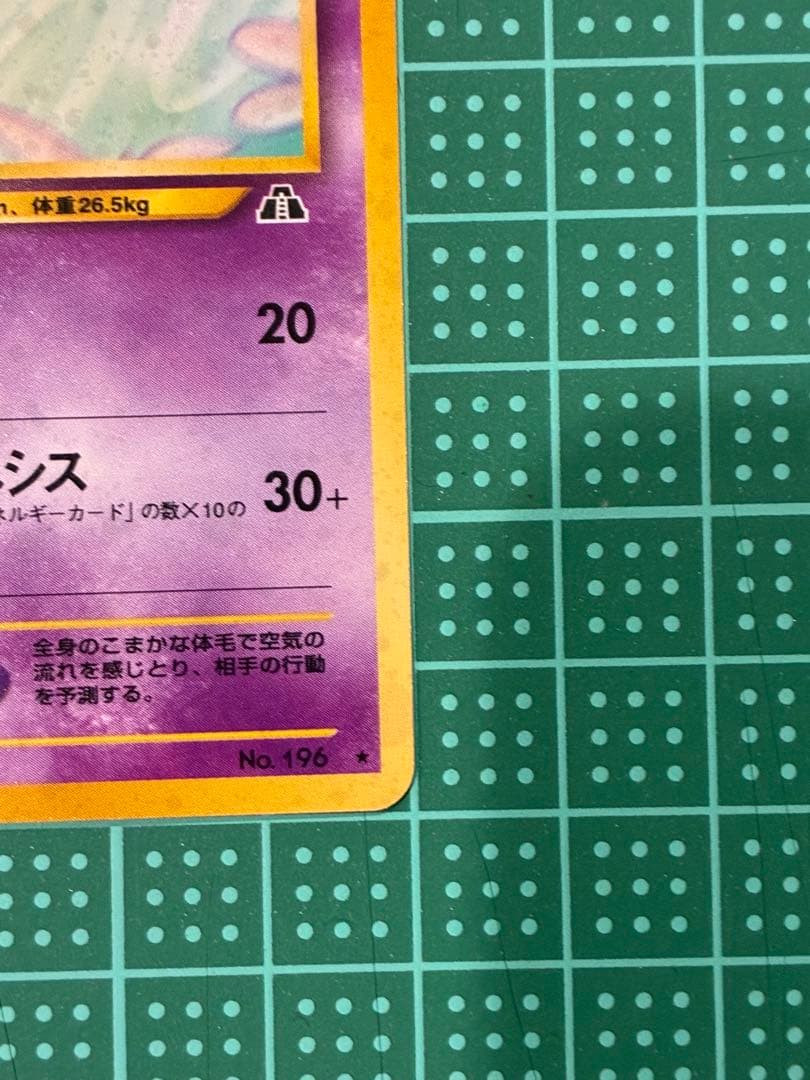 、体重26.5kg
20
シス
ネルギーカード」の数×10の 30+
全身のこまかな体毛で空気の
流れを感じとり、相手の行動
を予測する。
No. 196 ★